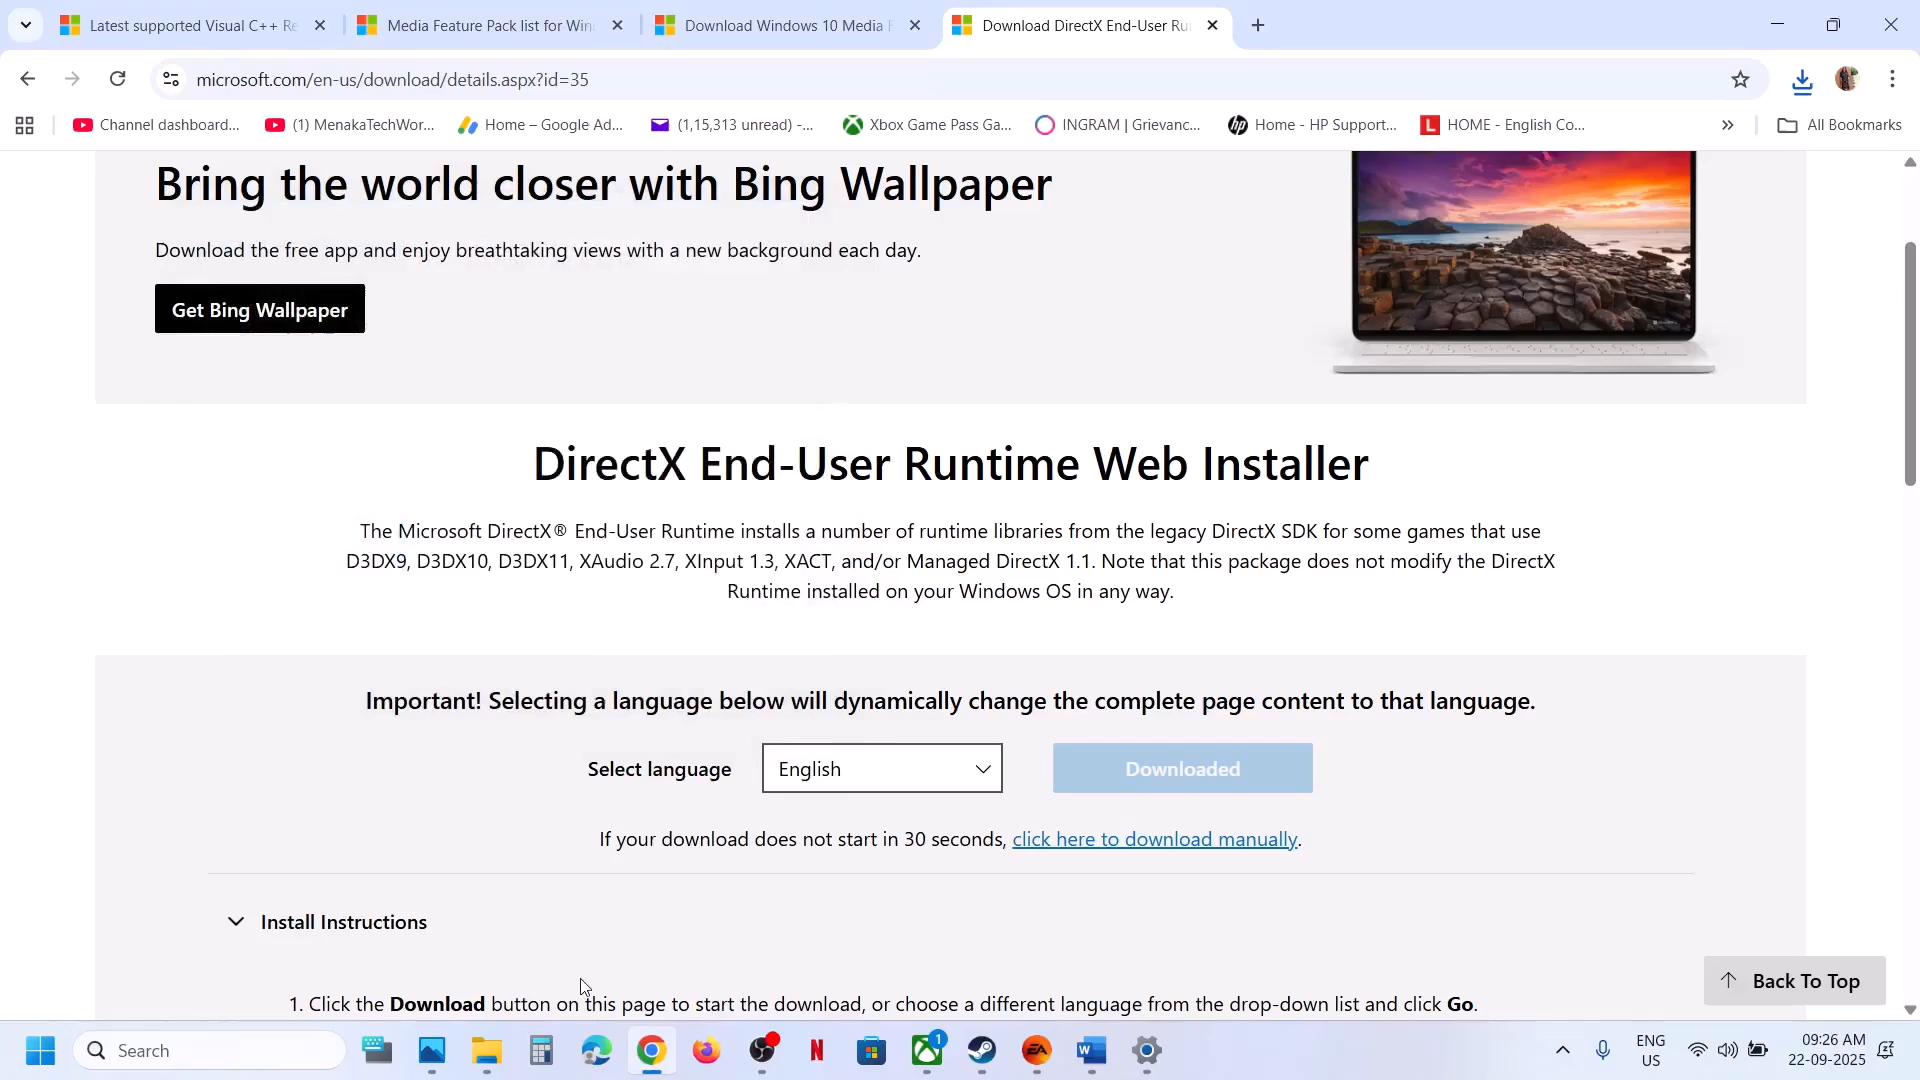 Latest supported Visual C++ Re
Media Feature Pack list for Win
Download Windows 10 Media F
Download DirectX End-User Ru
microsoft.com/en-us/download/details.aspx?id=35
Channel dashboard...
(1) MenakaTechWor...
Home – Google Ad...
(1,15,313 unread) -...
Xbox Game Pass Ga...
INGRAM | Grievanc...
Home - HP Support...
HOME - English Co...
All Bookmarks
Bring the world closer with Bing Wallpaper
Download the free app and enjoy breathtaking views with a new background each day.
Get Bing Wallpaper
DirectX End-User Runtime Web Installer
The Microsoft DirectX® End-User Runtime installs a number of runtime libraries from the legacy DirectX SDK for some games that use
D3DX9, D3DX10, D3DX11, XAudio 2.7, XInput 1.3, XACT, and/or Managed DirectX 1.1. Note that this package does not modify the DirectX
Runtime installed on your Windows OS in any way.
Important! Selecting a language below will dynamically change the complete page content to that language.
Select language
English
Downloaded
If your download does not start in 30 seconds, click here to download manually.
Install Instructions
1. Click the Download button on this page to start the download, or choose a different language from the drop-down list and click Go.
Back To Top
Search
ENG
US
09:26 AM
22-09-2025